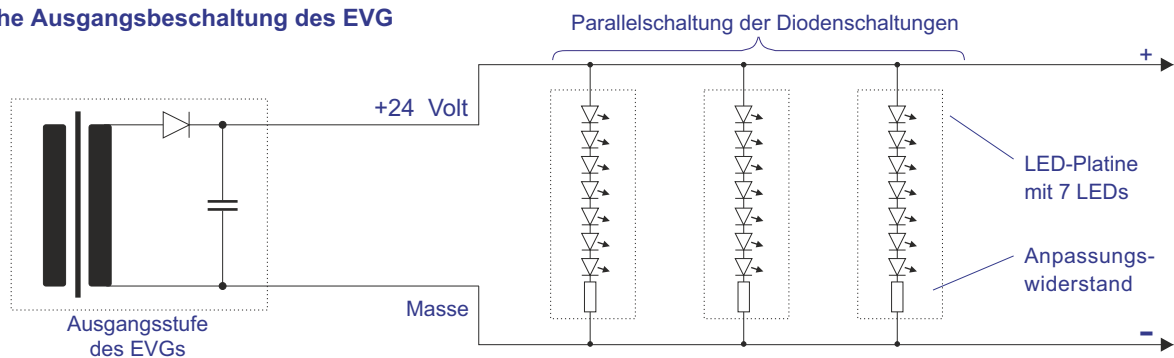 he Ausgangsbeschaltung des EVG
Parallelschaltung der Diodenschaltungen
+
+24 Volt
LED-Platine
mit 7 LEDs
Anpassungs-
widerstand
Masse
-
Ausgangsstufe
des EVGs